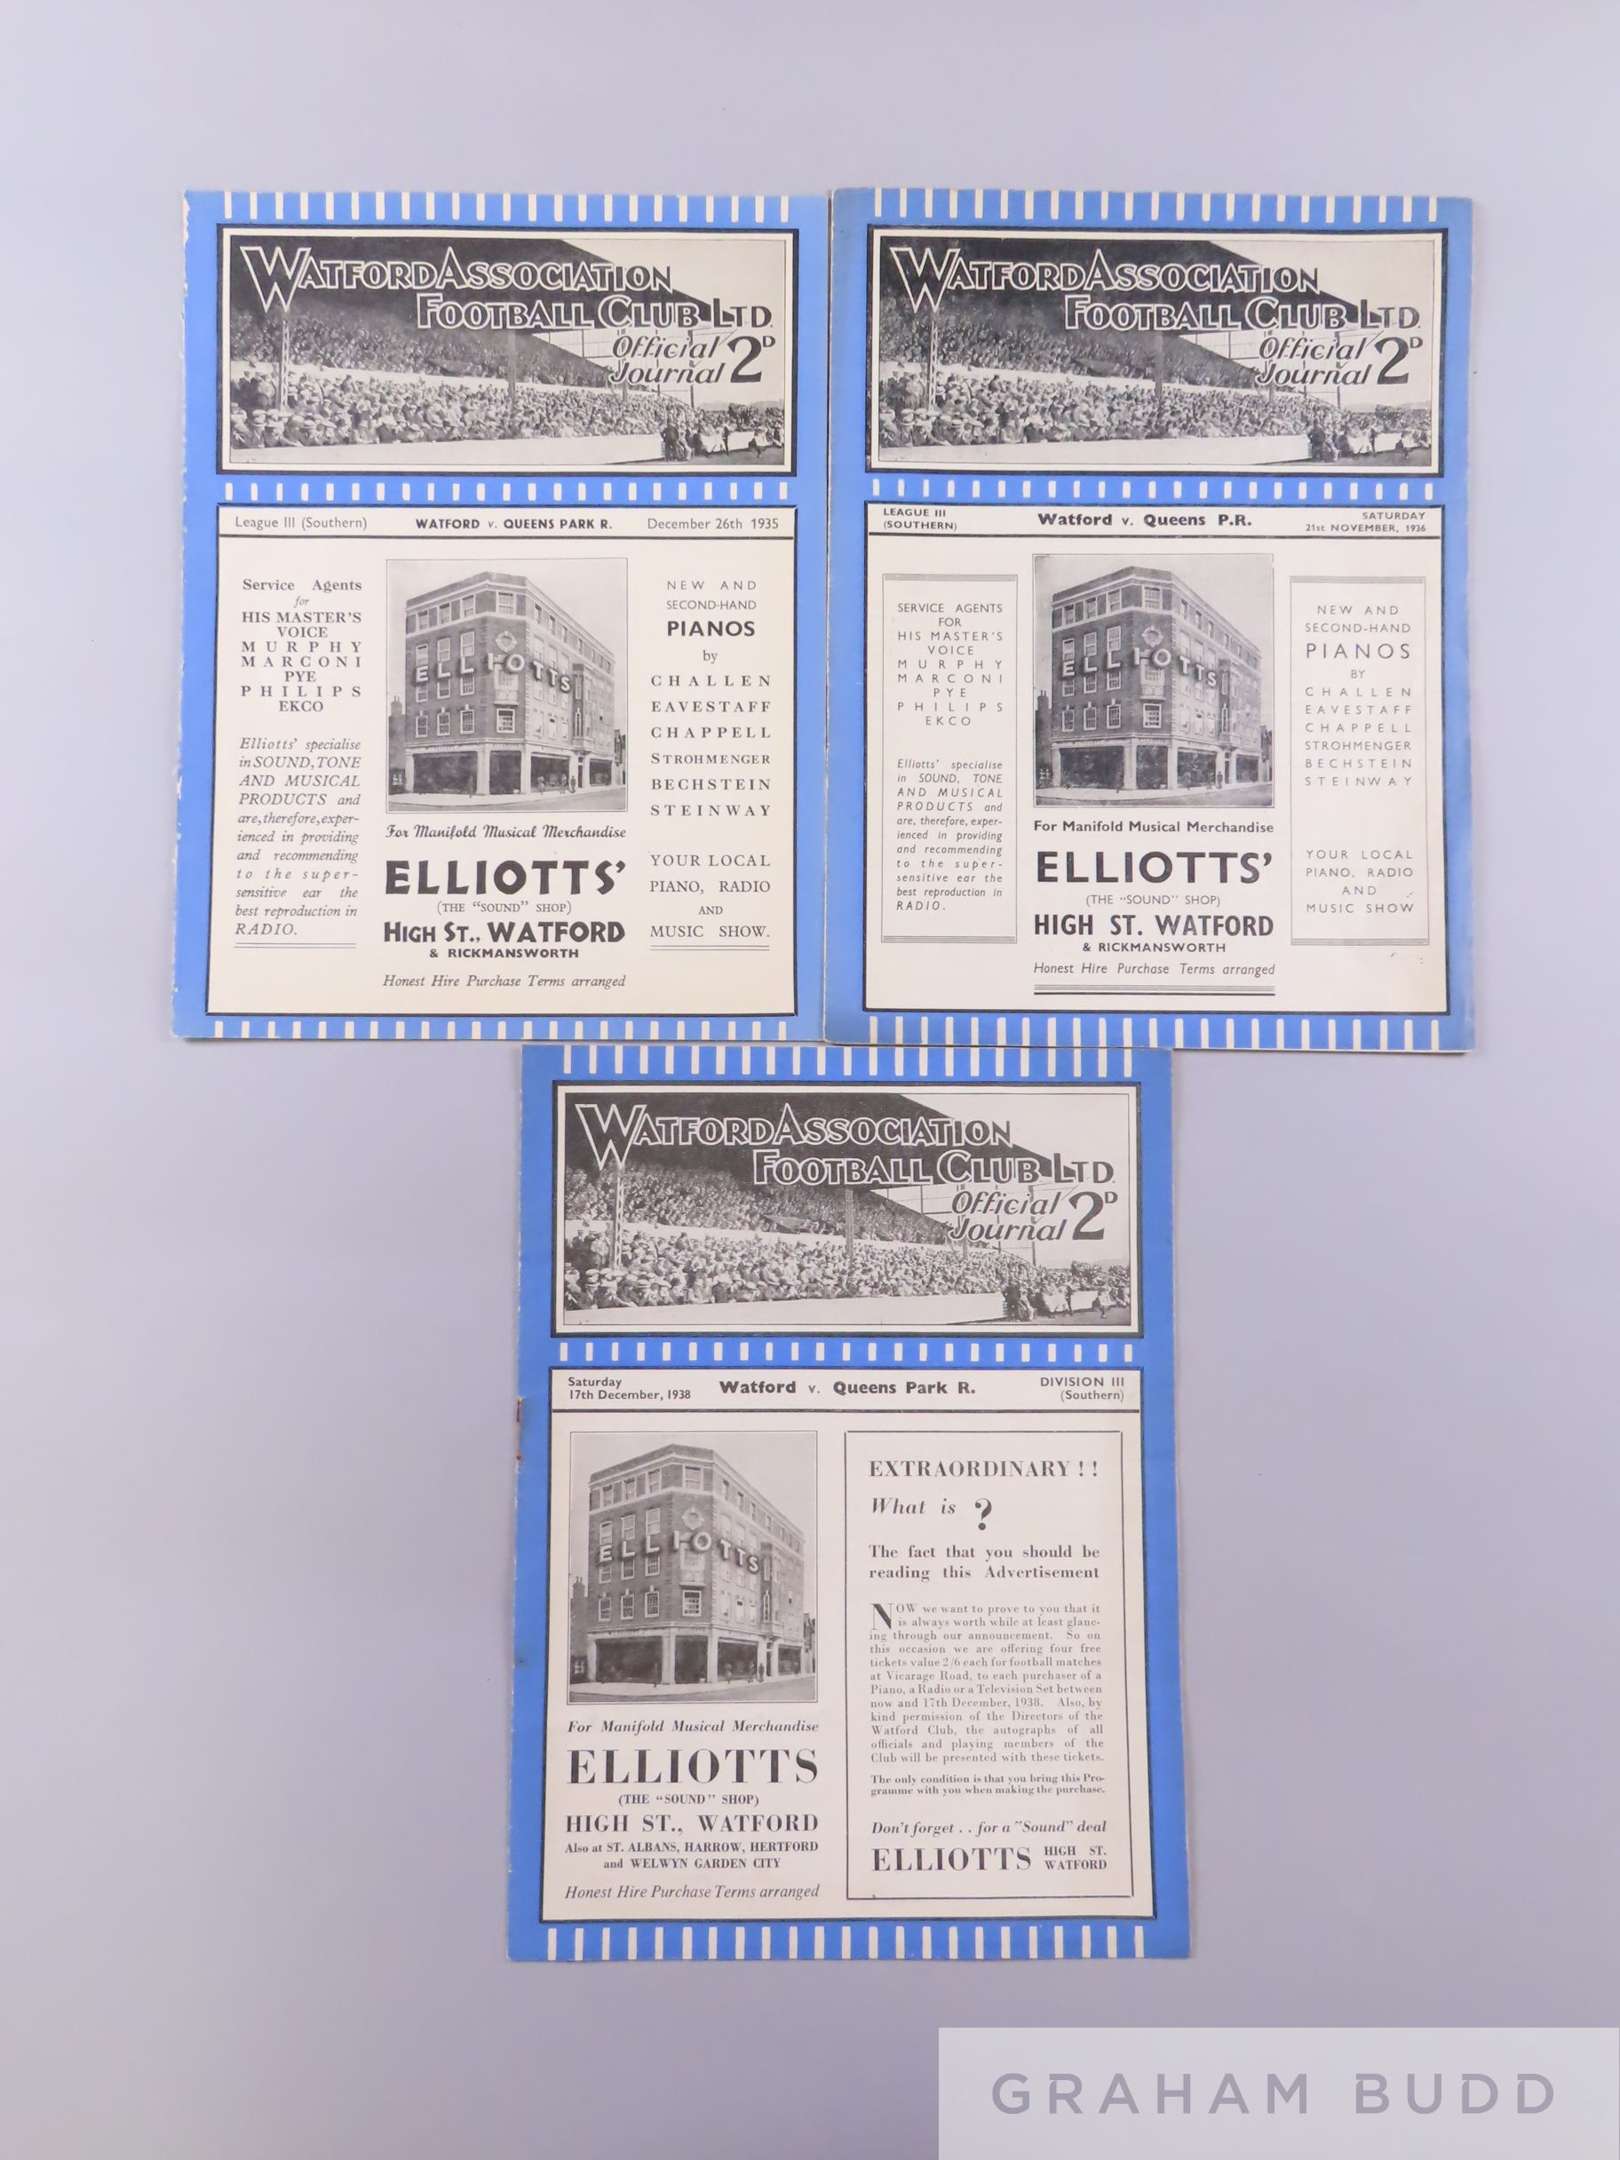 WATFORD ASSOCIATION
FOOTBALL CLUB LTD.
Official 2D
Journal
League III (Southern) WATFORD v. QUEENS PARK R. December 26th 1935
Service Agents
for
HIS MASTER'S
VOICE
MURPHY
MARCONI
PYE
PHILIPS
EKCO
Elliotts' specialise
in SOUND, TONE
AND MUSICAL
PRODUCTS and
are, therefore, exper-
ienced in providing
and recommending
to the super-
sensitive ear the
best reproduction in
RADIO.
ELLIOTTS
For Manifold Musical Merchandise
ELLIOTTS'
(THE "SOUND" SHOP)
HIGH ST., WATFORD
& RICKMANSWORTH
Honest Hire Purchase Terms arranged
NEW AND
SECOND-HAND
PIANOS
by
CHALLEN
EAVESTAFF
CHAPPELL
STROHMENGER
BECHSTEIN
STEINWAY
YOUR LOCAL
PIANO, RADIO
AND
MUSIC SHOW.
WATFORD ASSOCIATION
FOOTBALL CLUB LTD.
Official 2D
Journal
LEAGUE III
(SOUTHERN)
Watford v. Queens P.R.
SATURDAY
21st NOVEMBER, 1936
SERVICE AGENTS
FOR
HIS MASTER'S
VOICE
MURPHY
MARCONI
PYE
PHILIPS
EKCO
Elliotts' specialise
in SOUND, TONE
AND MUSICAL
PRODUCTS and
are, therefore, exper-
ienced in providing
and recommending
to the super-
sensitive ear the
best reproduction in
RADIO.
ELLIOTTS
For Manifold Musical Merchandise
ELLIOTTS'
(THE "SOUND" SHOP)
HIGH ST. WATFORD
& RICKMANSWORTH
Honest Hire Purchase Terms arranged
NEW AND
SECOND-HAND
PIANOS
BY
CHALLEN
EAVESTAFF
CHAPPELL
STROHMENGER
BECHSTEIN
STEINWAY
YOUR LOCAL
PIANO, RADIO
AND
MUSIC SHOW
WATFORD ASSOCIATION
FOOTBALL CLUB LTD.
Official 2D
Journal
Saturday
17th December, 1938
Watford v. Queens Park R.
DIVISION III
(Southern)
ELLIOTTS
For Manifold Musical Merchandise
ELLIOTTS
(THE "SOUND" SHOP)
HIGH ST., WATFORD
Also at ST. ALBANS, HARROW, HERTFORD
and WELWYN GARDEN CITY
Honest Hire Purchase Terms arranged
EXTRAORDINARY !!
What is ?
The fact that you should be
reading this Advertisement
NOW we want to prove to you that it
is always worth while at least glanc-
ing through our announcement. So on
this occasion we are offering four free
tickets value 2/6 each for football matches
at Vicarage Road, to each purchaser of a
Piano, a Radio or a Television Set between
now and 17th December, 1938. Also, by
kind permission of the Directors of the
Watford Club, the autographs of all
officials and playing members of the
Club will be presented with these tickets.
The only condition is that you bring this Pro-
gramme with you when making the purchase.
Don't forget . . for a "Sound" deal
ELLIOTTS HIGH ST.
WATFORD
GRAHAM BUDD